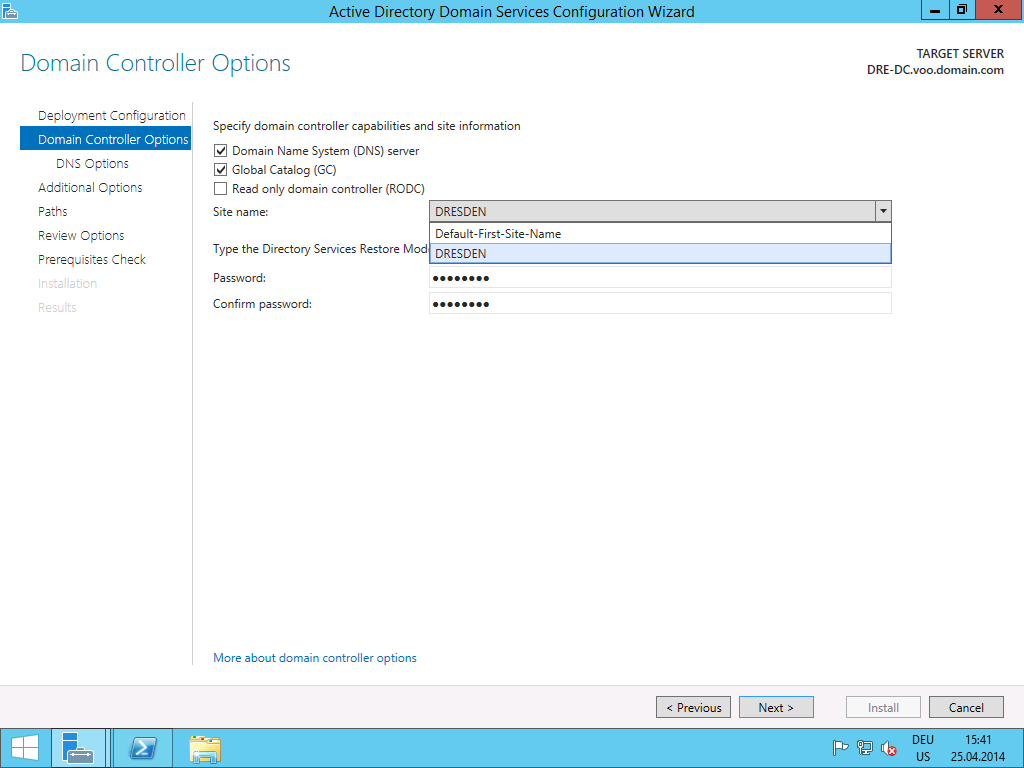 Active Directory Domain Services Configuration Wizard
Domain Controller Options
TARGET SERVER
DRE-DC.voo.domain.com
Deployment Configuration
Domain Controller Options
DNS Options
Additional Options
Paths
Review Options
Prerequisites Check
Installation
Results
Specify domain controller capabilities and site information
Domain Name System (DNS) server
Global Catalog (GC)
Read only domain controller (RODC)
Site name: DRESDEN
Default-First-Site-Name
DRESDEN
Type the Directory Services Restore Mod
Password: ●●●●●●●●
Confirm password: ●●●●●●●●
More about domain controller options
< Previous Next > Install Cancel
DEU 15:41
US 25.04.2014